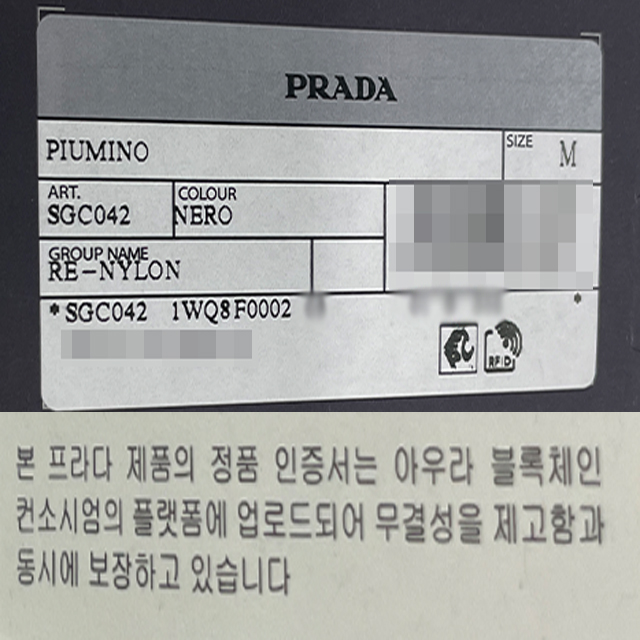 PRADA
PIUMINO
SIZE M
ART. COLOUR
SGC042 NERO
GROUP NAME
RE-NYLON
*SGC042 1WQ8F0002 *
RFID
본 프라다 제품의 정품 인증서는 아우라 블록체인
컨소시엄의 플랫폼에 업로드되어 무결성을 제고함과
동시에 보장하고 있습니다